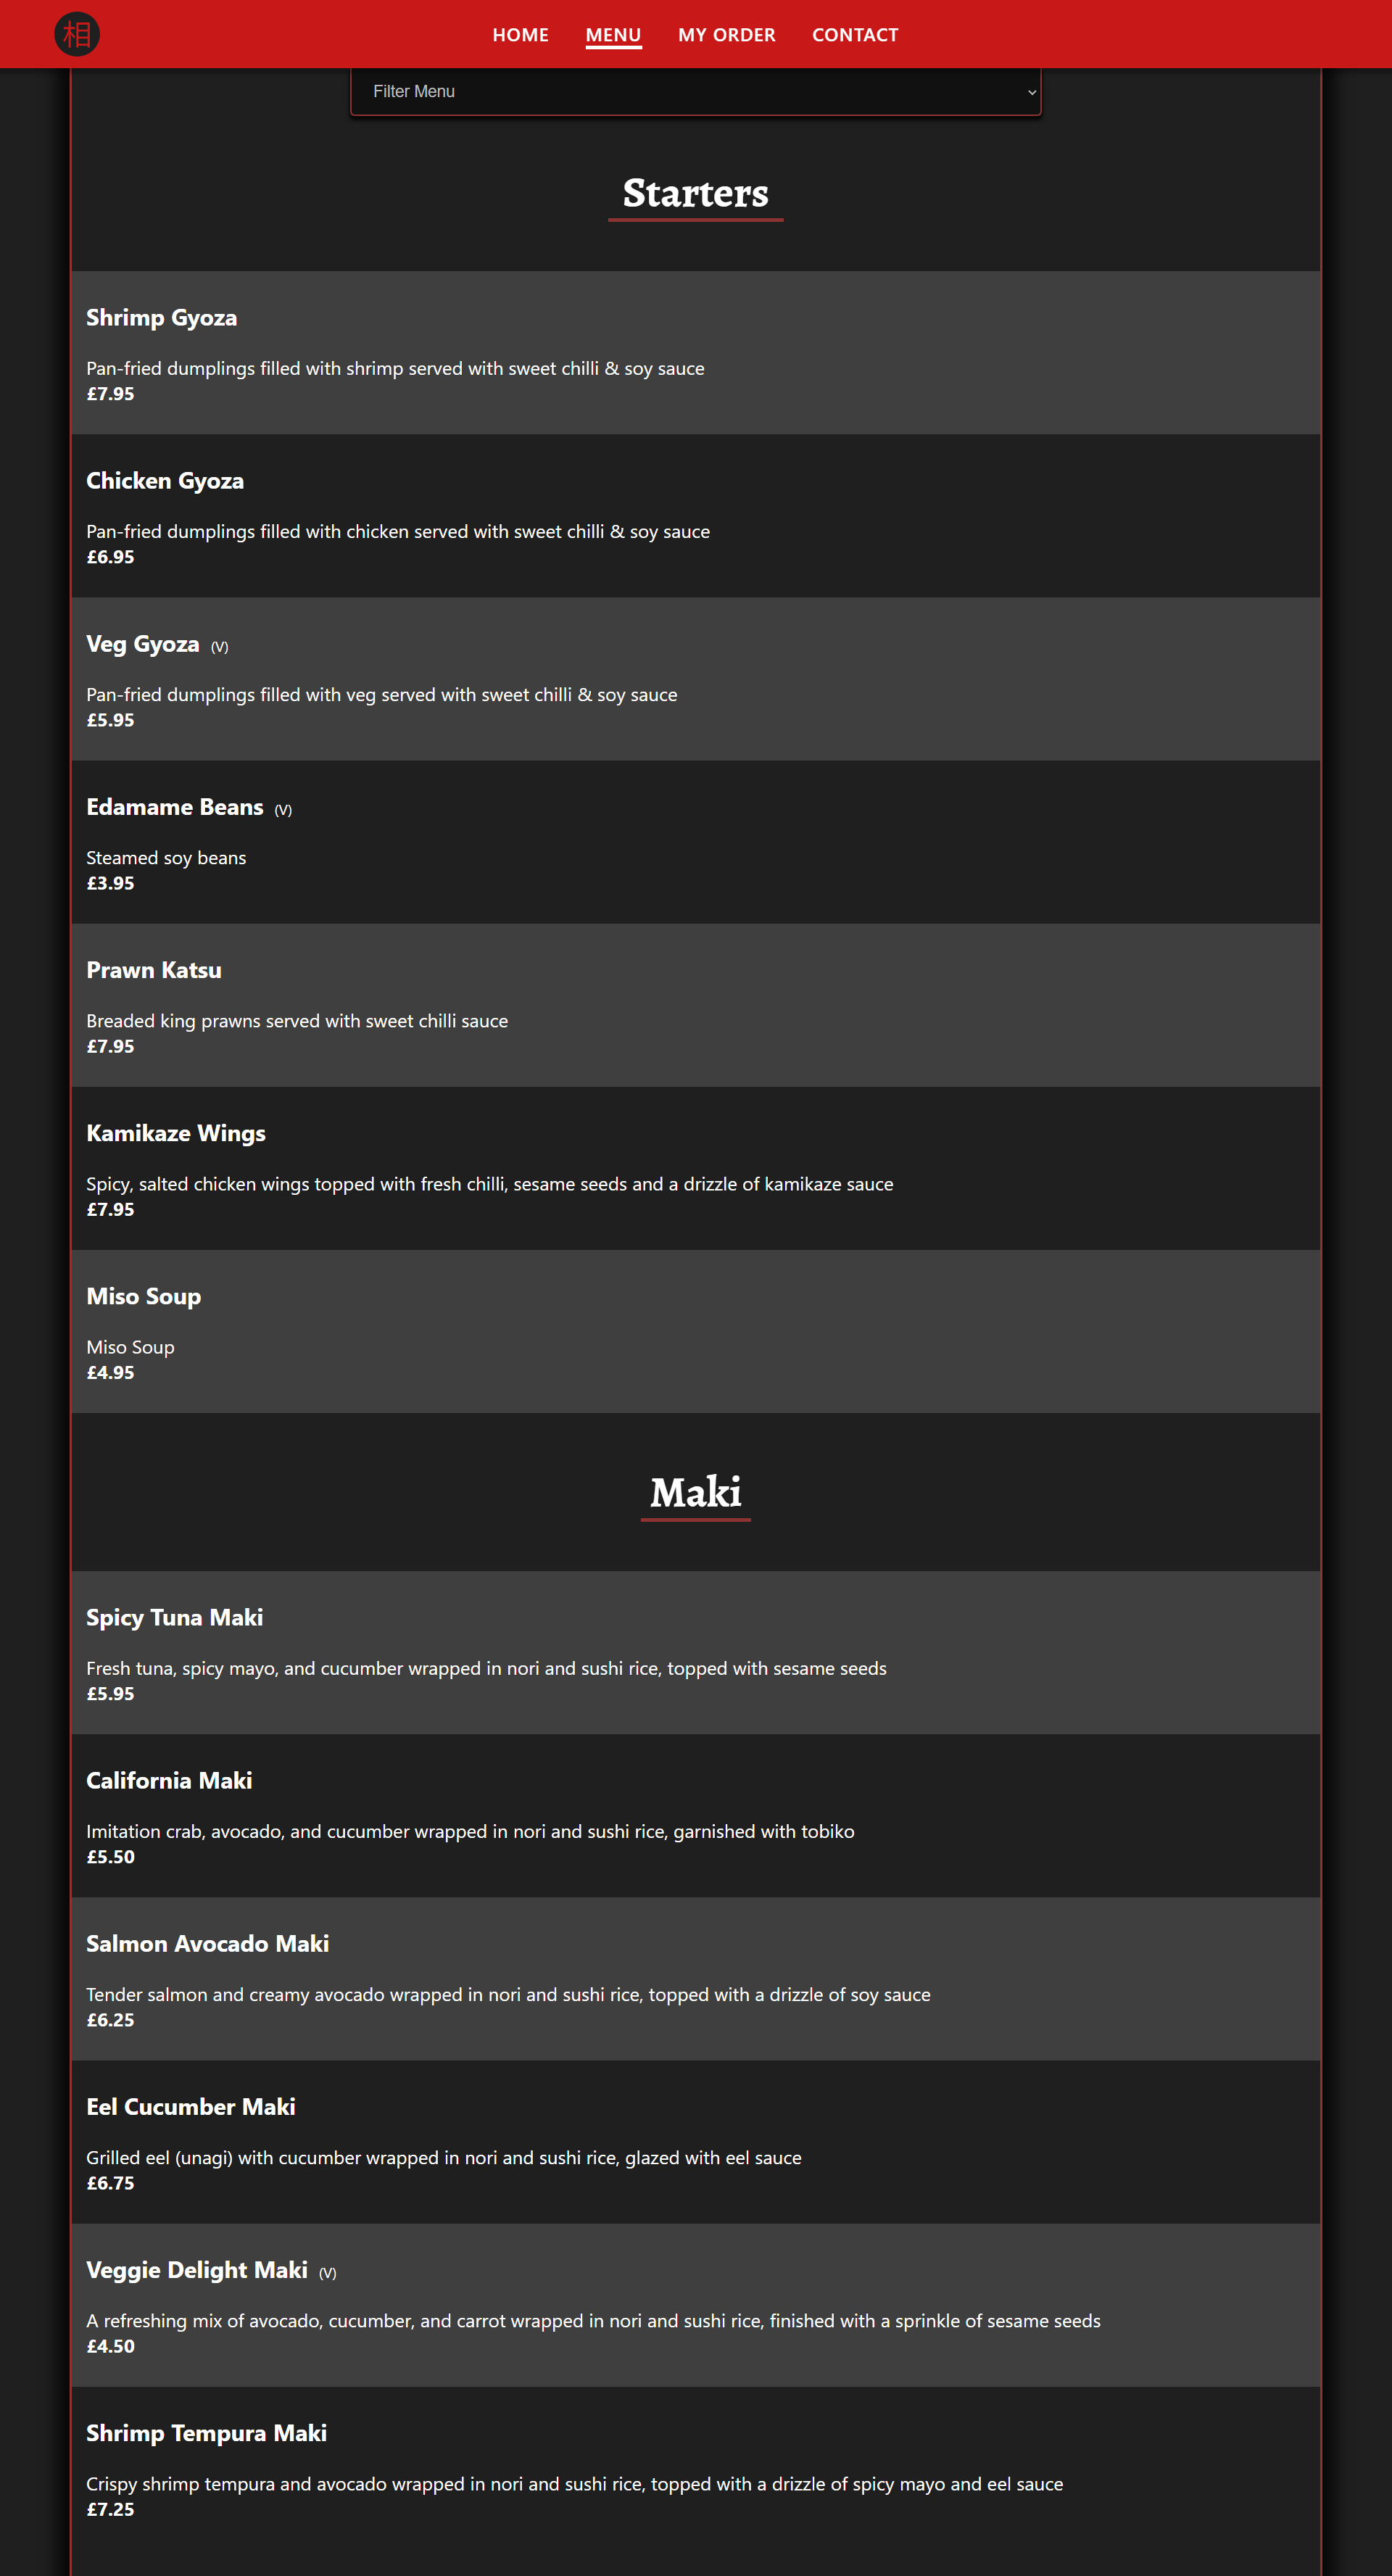 相
HOME MENU MY ORDER CONTACT
Filter Menu
Starters
Shrimp Gyoza
Pan-fried dumplings filled with shrimp served with sweet chilli & soy sauce
£7.95
Chicken Gyoza
Pan-fried dumplings filled with chicken served with sweet chilli & soy sauce
£6.95
Veg Gyoza (V)
Pan-fried dumplings filled with veg served with sweet chilli & soy sauce
£5.95
Edamame Beans (V)
Steamed soy beans
£3.95
Prawn Katsu
Breaded king prawns served with sweet chilli sauce
£7.95
Kamikaze Wings
Spicy, salted chicken wings topped with fresh chilli, sesame seeds and a drizzle of kamikaze sauce
£7.95
Miso Soup
Miso Soup
£4.95
Maki
Spicy Tuna Maki
Fresh tuna, spicy mayo, and cucumber wrapped in nori and sushi rice, topped with sesame seeds
£5.95
California Maki
Imitation crab, avocado, and cucumber wrapped in nori and sushi rice, garnished with tobiko
£5.50
Salmon Avocado Maki
Tender salmon and creamy avocado wrapped in nori and sushi rice, topped with a drizzle of soy sauce
£6.25
Eel Cucumber Maki
Grilled eel (unagi) with cucumber wrapped in nori and sushi rice, glazed with eel sauce
£6.75
Veggie Delight Maki (V)
A refreshing mix of avocado, cucumber, and carrot wrapped in nori and sushi rice, finished with a sprinkle of sesame seeds
£4.50
Shrimp Tempura Maki
Crispy shrimp tempura and avocado wrapped in nori and sushi rice, topped with a drizzle of spicy mayo and eel sauce
£7.25